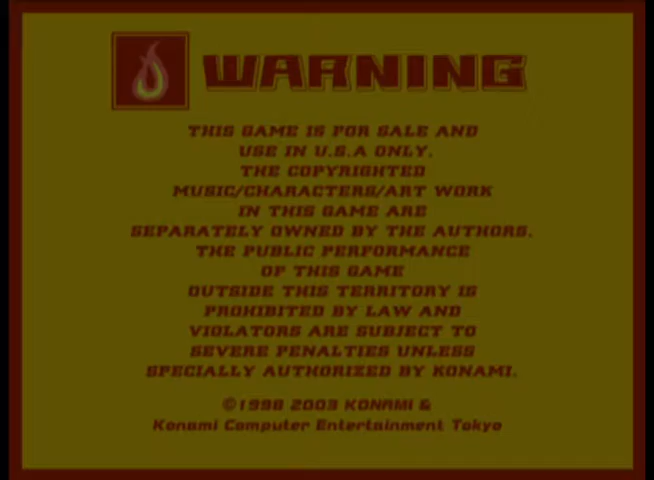 WARNING
THIS GAME IS FOR SALE AND
USE IN U.S.A ONLY.
THE COPYRIGHTED
MUSIC/CHARACTERS/ART WORK
IN THIS GAME ARE
SEPARATELY OWNED BY THE AUTHORS.
THE PUBLIC PERFORMANCE
OF THIS GAME
OUTSIDE THIS TERRITORY IS
PROHIBITED BY LAW AND
VIOLATORS ARE SUBJECT TO
SEVERE PENALTIES UNLESS
SPECIALLY AUTHORIZED BY KONAMI.
©1998 2003 KONAMI &
Konami Computer Entertainment Tokyo